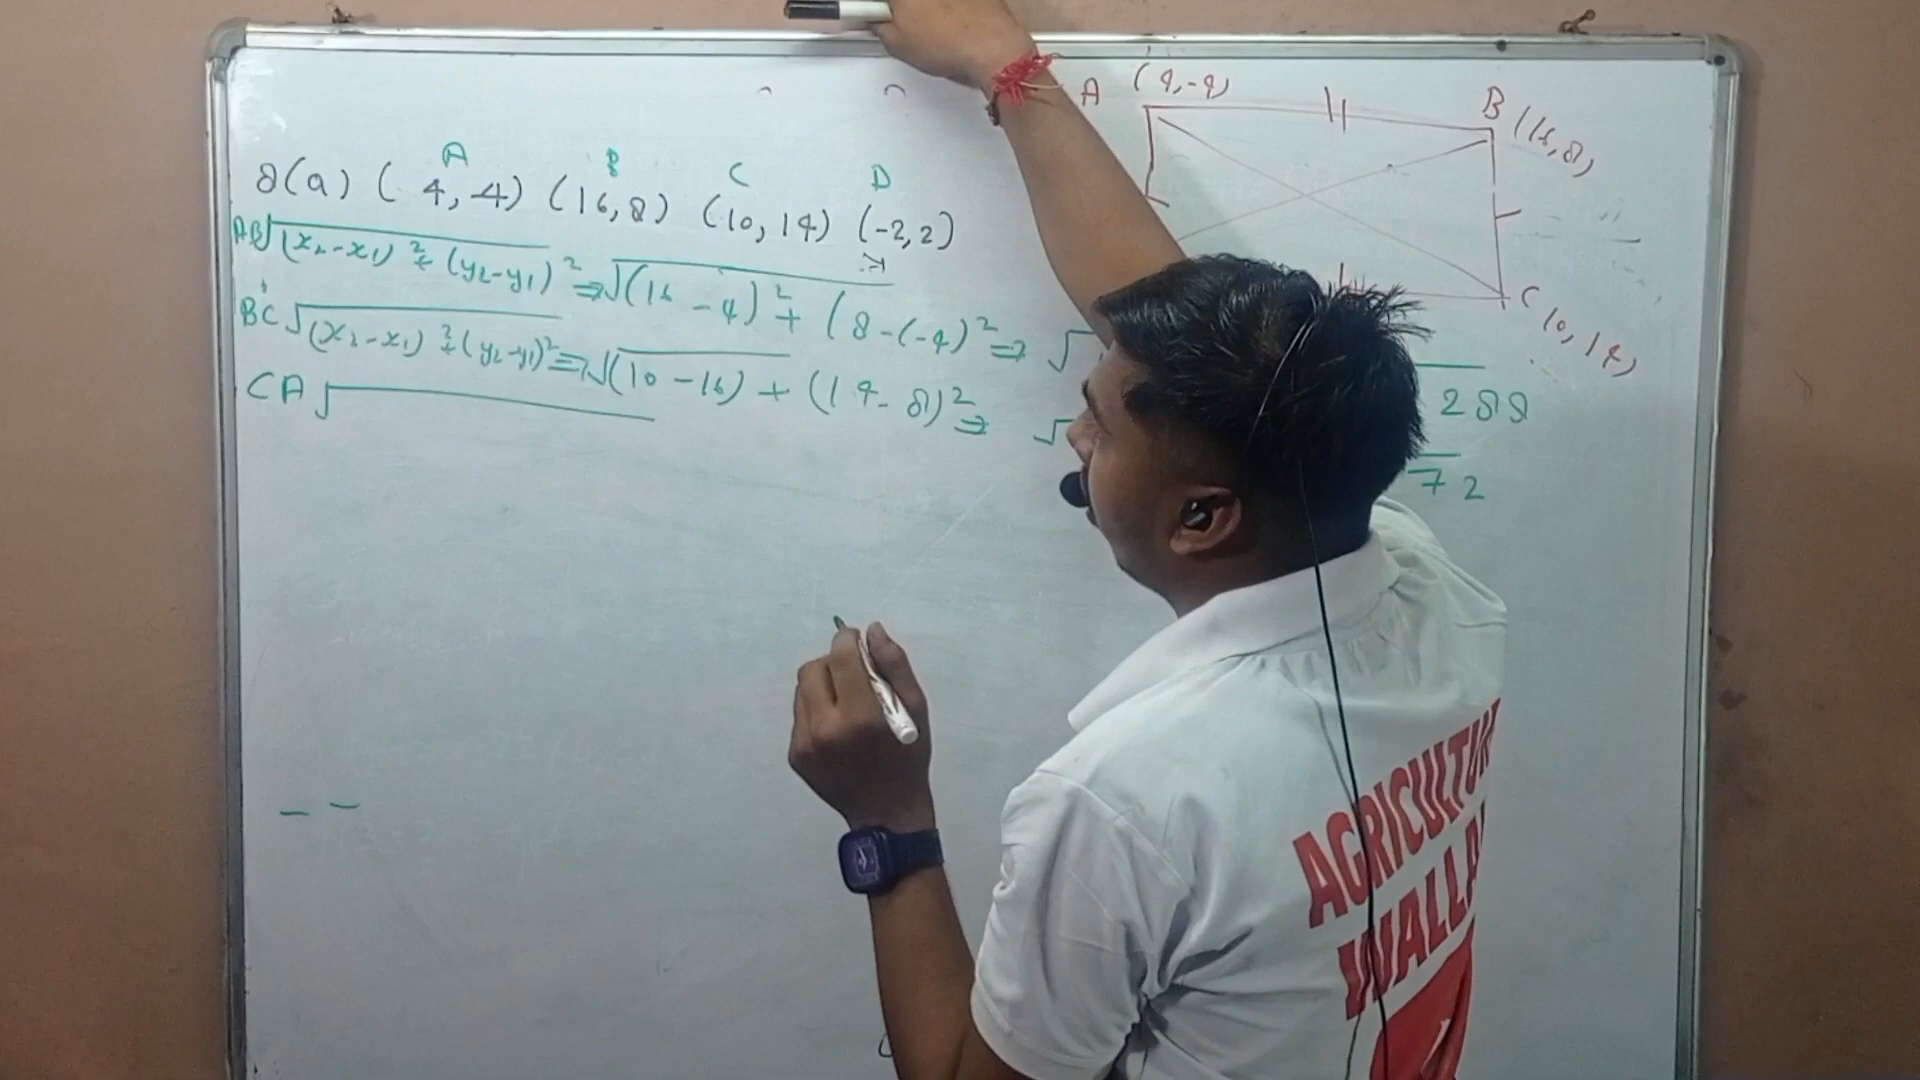 A (4,-4)
B (16,8)
A B C D
8(a) (4,-4) (16,8) (10,14) (-2,2)
AB √(x₂-x₁)² + (y₂-y₁)² ⇒ √(16-4)² + (8-(-4)² ⇒ √
288
BC √(x₂-x₁)² + (y₂-y₁)² ⇒ √(10-16) + (14-8)² ⇒ √
72
CA √
C 10, 14)
AGRICULTU
WALLA